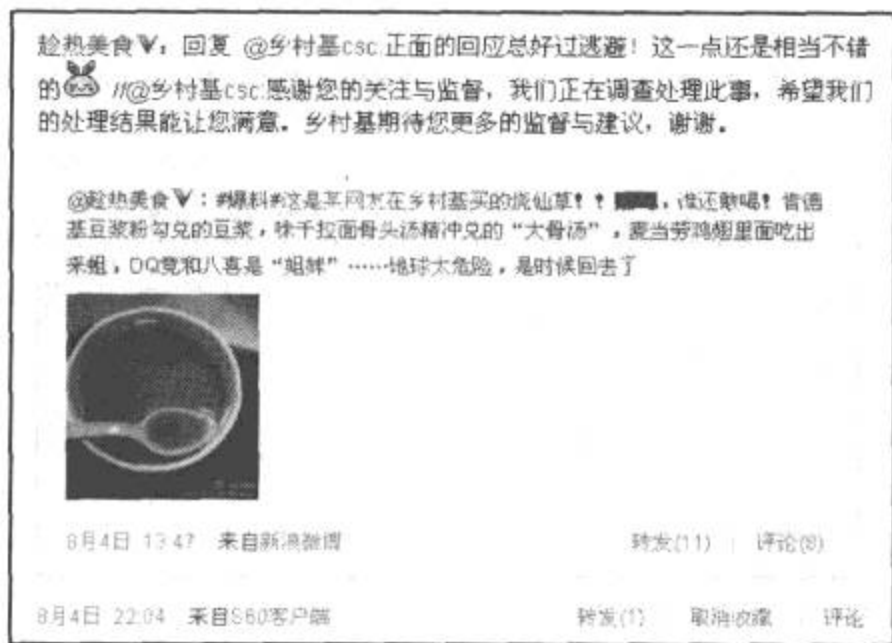 趁热美食V：回复 @乡村基csc:正面的回应总好过逃避！这一点还是相当不错
的 //@乡村基csc:感谢您的关注与监督，我们正在调查处理此事，希望我们
的处理结果能让您满意。乡村基期待您更多的监督与建议，谢谢。
@趁热美食V：#爆料#这是某网友在乡村基买的烧仙草！！ ，谁还敢喝！肯德
基豆浆粉勾兑的豆浆，味千拉面骨头汤精冲兑的“大骨汤”，麦当劳鸡翅里面吃出
来蛆，DQ竟和八喜是“姐妹”……地球太危险，是时候回去了
8月4日 13:47 来自新浪微博 转发(11) | 评论(8)
8月4日 22:04 来自S60客户端 转发(1) 取消收藏 评论